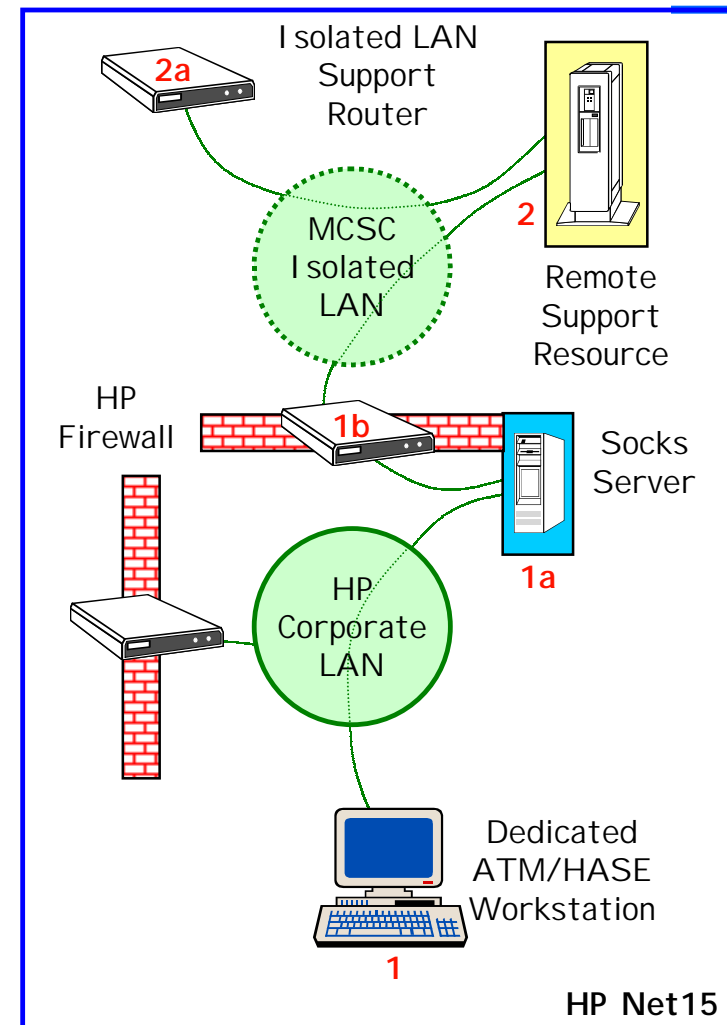 2a
Isolated LAN
Support
Router
2
MCSC
Isolated
LAN
Remote
Support
Resource
HP
Firewall
1b
Socks
Server
1a
HP
Corporate
LAN
Dedicated
ATM/HASE
Workstation
1
HP Net15